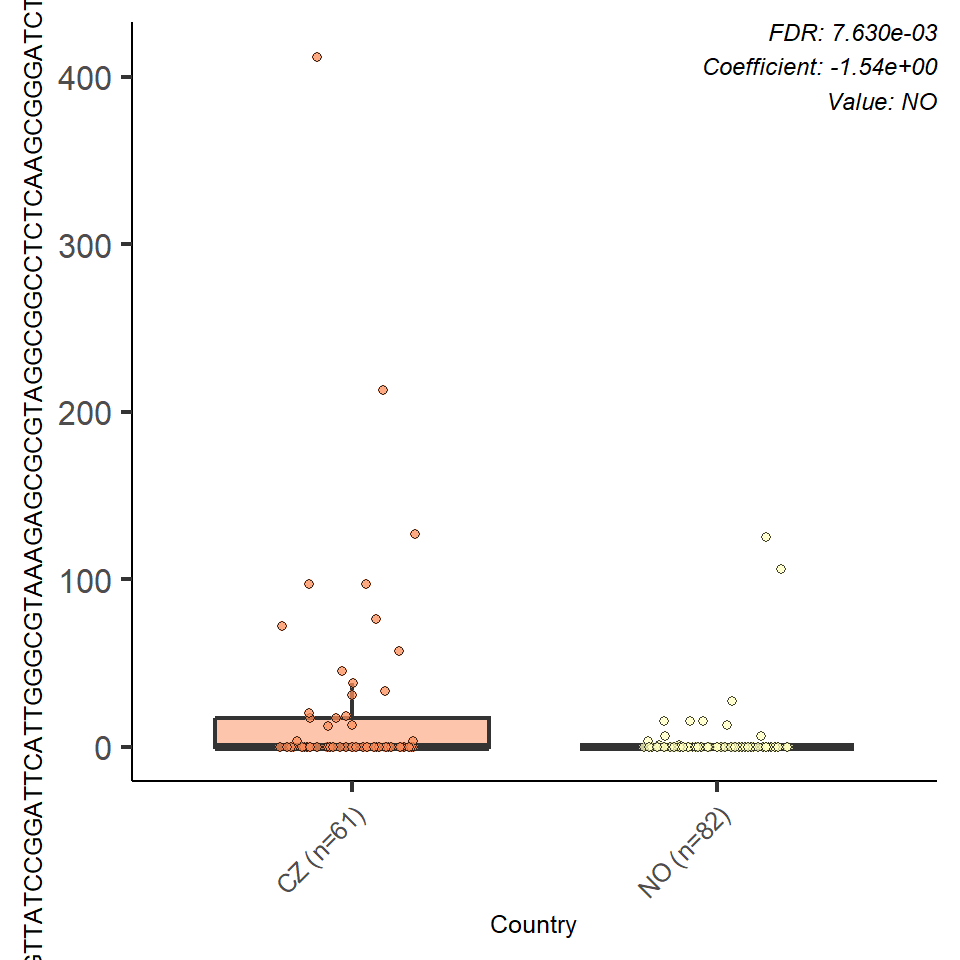 GTTATCCGGATTCATTGGGCGTAAAGAGCGCGTAGGCGGCCTCTCAAGCGGGATCT
FDR: 7.630e-03
Coefficient: -1.54e+00
Value: NO
400
300
200
100
0
CZ (n=61)
NO (n=82)
Country